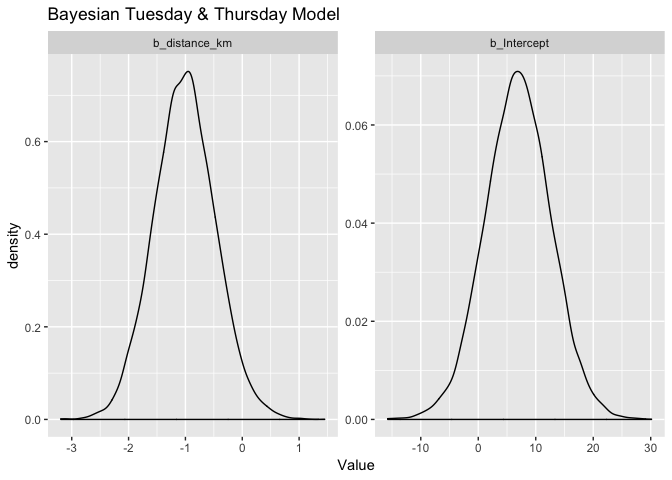 Bayesian Tuesday & Thursday Model
b_distance_km
b_Intercept
density
0.6
0.4
0.2
0.0
-3 -2 -1 0 1
0.06
0.04
0.02
0.00
-10 0 10 20 30
Value